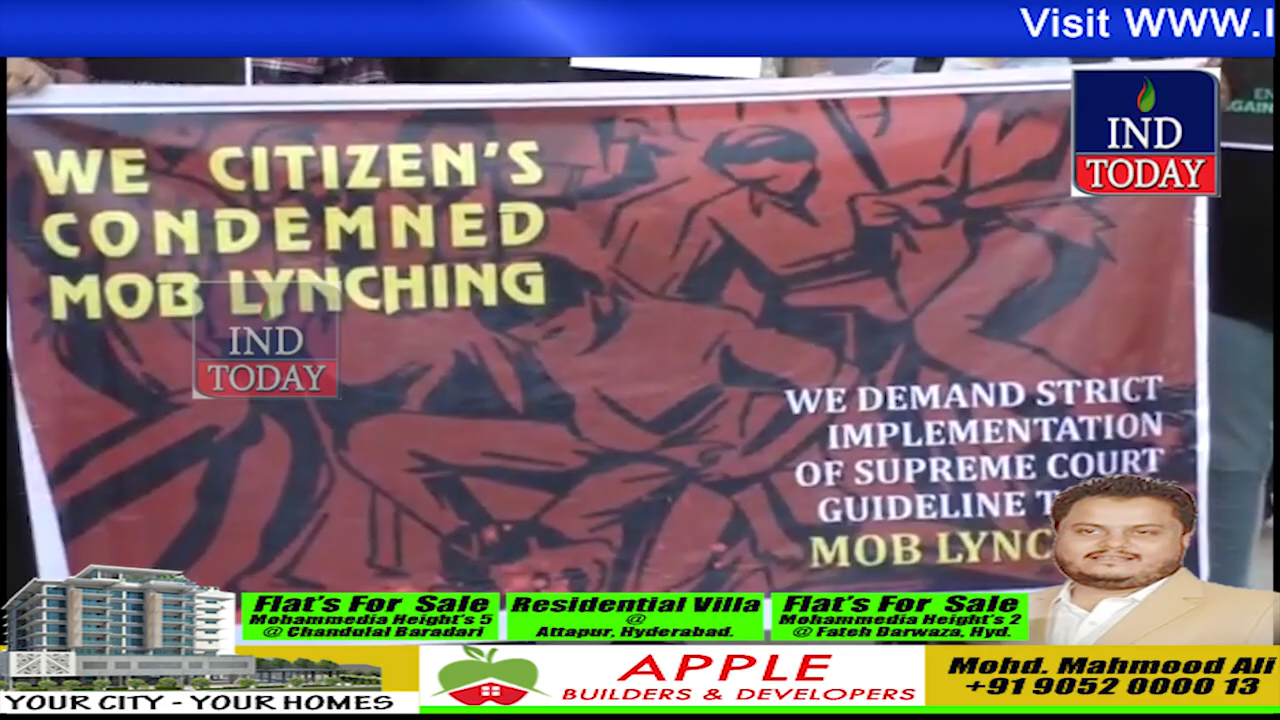 Visit WWW.I
WE CITIZEN'S
CONDEMNED
MOB LYNCHING
IND
TODAY
IND
TODAY
WE DEMAND STRICT
IMPLEMENTATION
OF SUPREME COURT
GUIDELINE T
MOB LYNC
Flat's For Sale
Mohammedia Height's 5
@ Chandulal Baradari
Residential Villa
@
Attapur, Hyderabad.
Flat's For Sale
Mohammedia Height's 2
@ Fateh Darwaza, Hyd.
YOUR CITY - YOUR HOMES
APPLE
BUILDERS & DEVELOPERS
Mohd. Mahmood Ali
+91 9052 0000 13